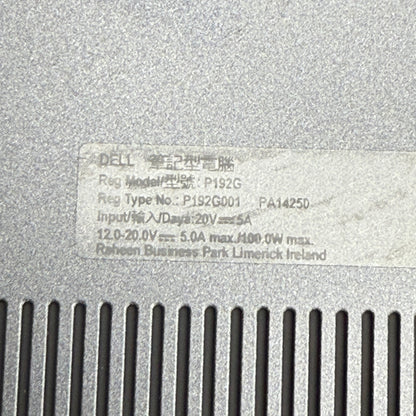 DELL 筆記型電腦
Reg Model/型號: P192G
Reg Type No.: P192G001 PA14250
Input/輸入/Daya:20V⎓5A
12.0-20.0V⎓ 5.0A max./100.0W max.
Raheen Business Park Limerick Ireland